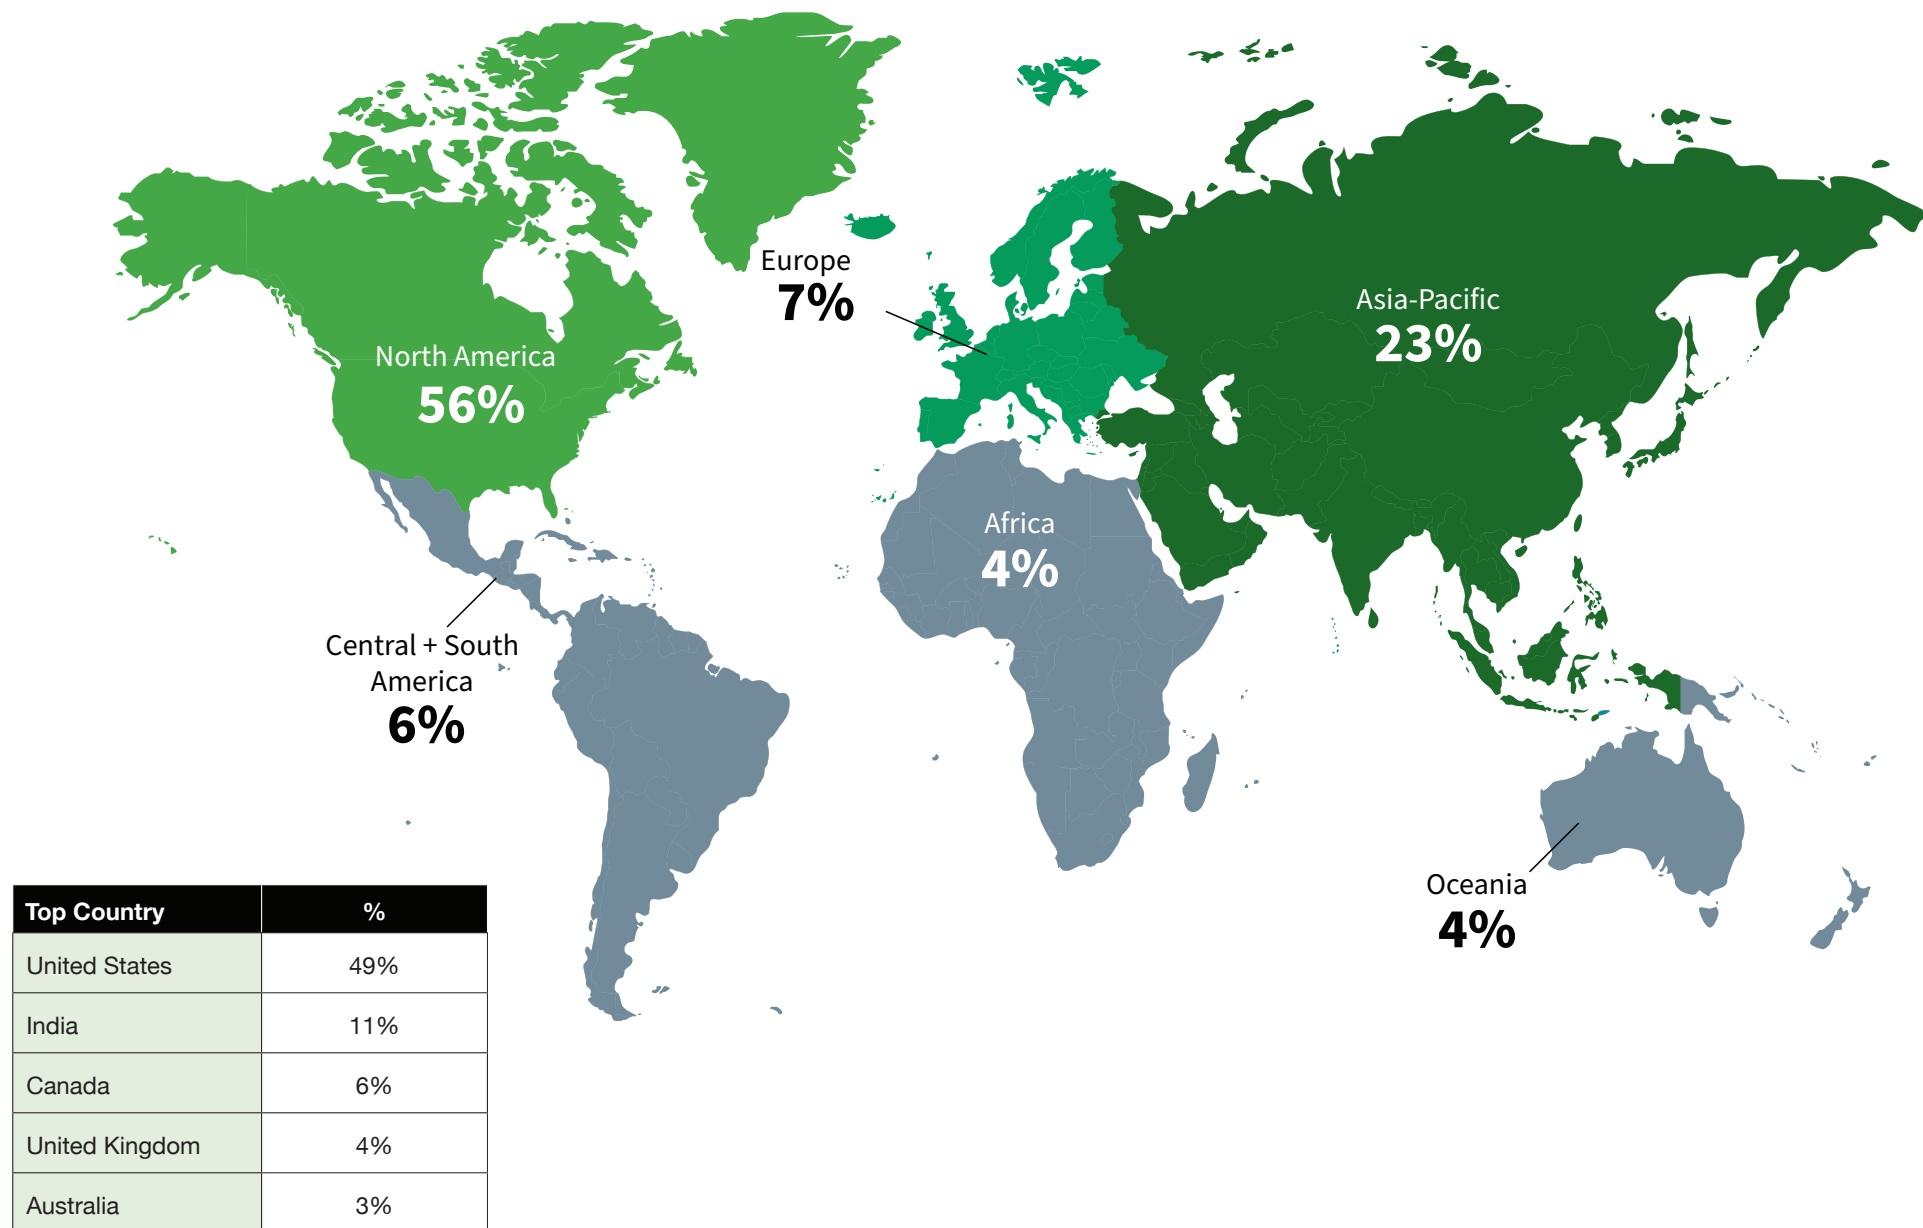 Europe
7%
Asia-Pacific
23%
North America
56%
Africa
4%
Central + South
America
6%
Oceania
4%
Top Country %
United States 49%
India 11%
Canada 6%
United Kingdom 4%
Australia 3%